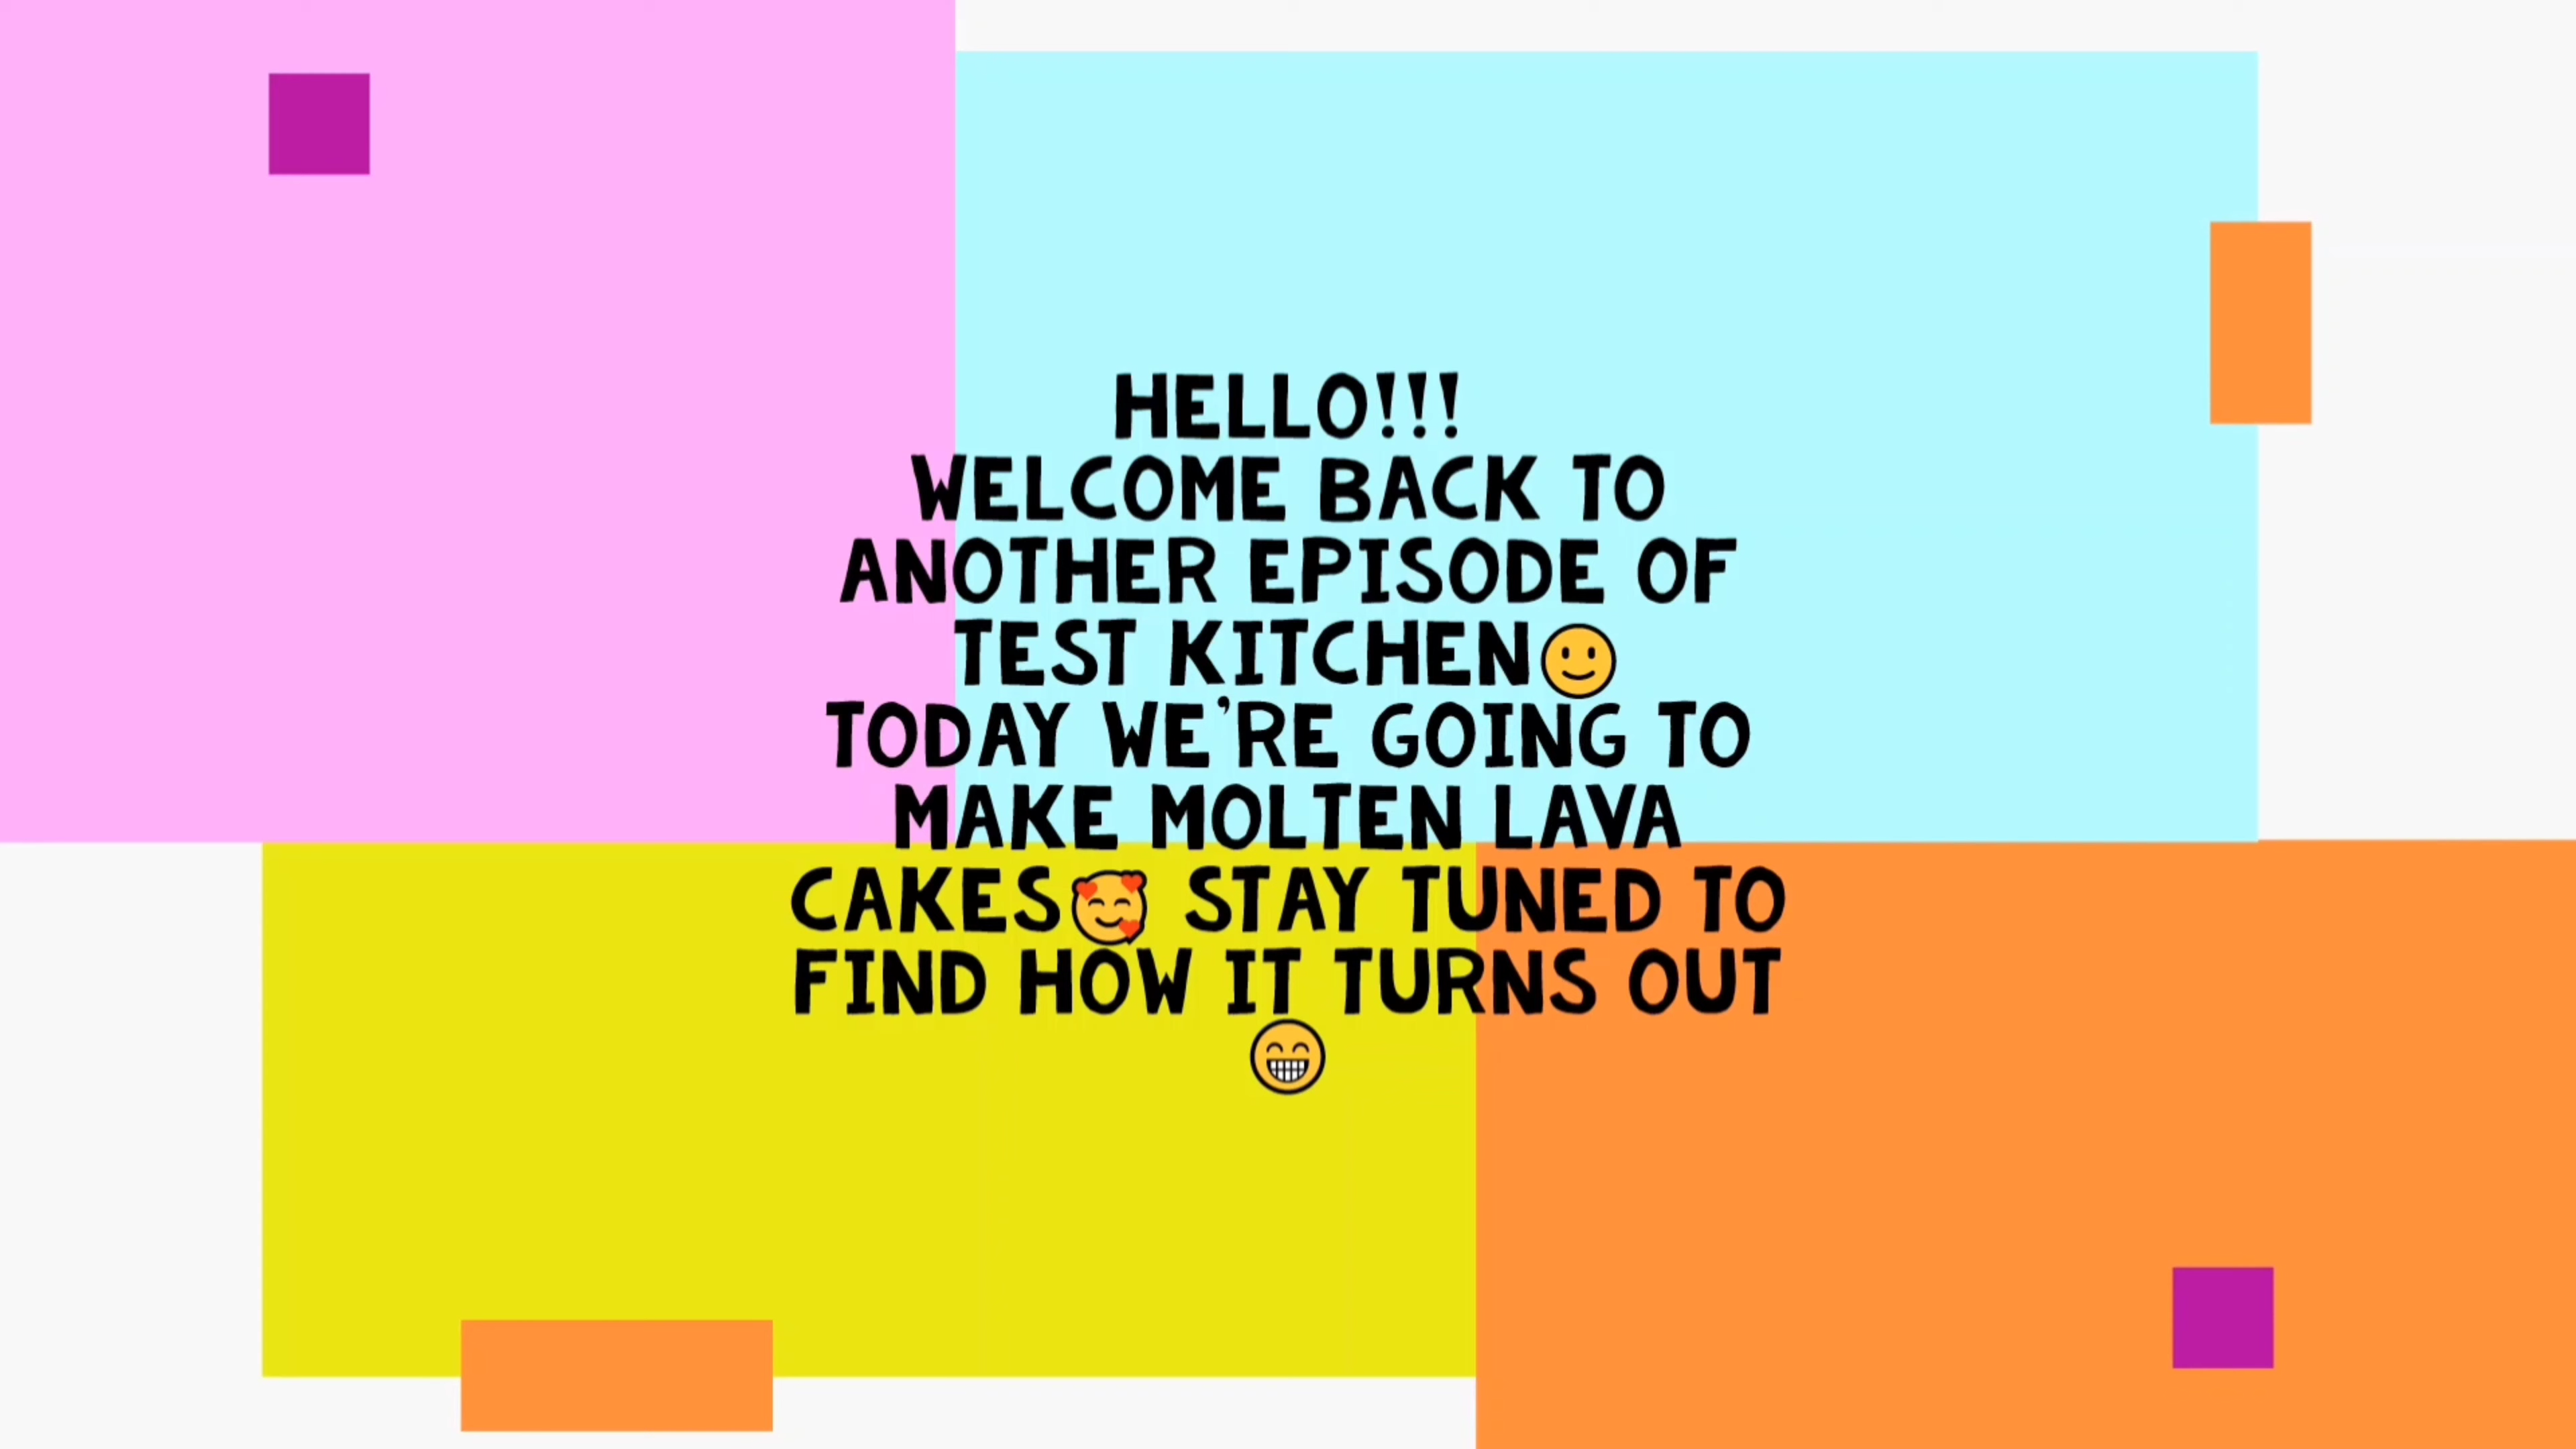 HELLO!!!
WELCOME BACK TO
ANOTHER EPISODE OF
TEST KITCHEN🙂
TODAY WE'RE GOING TO
MAKE MOLTEN LAVA
CAKES🥰 STAY TUNED TO
FIND HOW IT TURNS OUT
😁